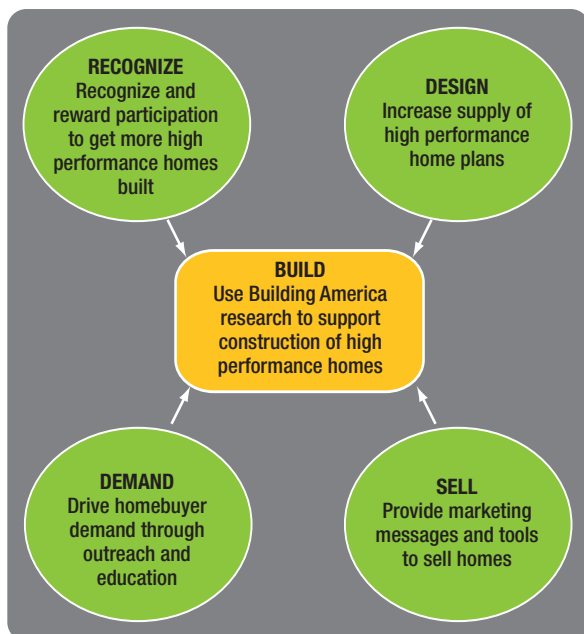 RECOGNIZE
Recognize and
reward participation
to get more high
performance homes
built
DESIGN
Increase supply of
high performance
home plans
BUILD
Use Building America
research to support
construction of high
performance homes
DEMAND
Drive homebuyer
demand through
outreach and
education
SELL
Provide marketing
messages and tools
to sell homes